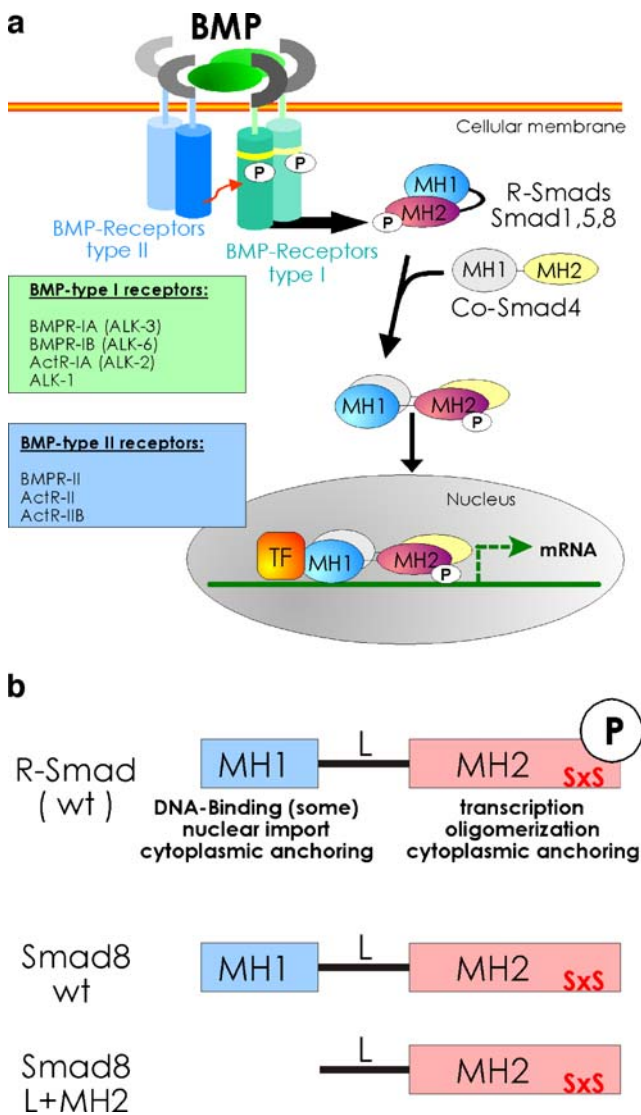 a
BMP
Cellular membrane
P
P
BMP-Receptors
type II
BMP-Receptors
type I
MH1
MH2
P
R-Smads
Smad1,5,8
MH1
MH2
Co-Smad4
BMP-type I receptors:
BMPR-IA (ALK-3)
BMPR-IB (ALK-6)
ActR-IA (ALK-2)
ALK-1
MH1
MH2
P
BMP-type II receptors:
BMPR-II
ActR-II
ActR-IIB
Nucleus
TF
MH1
MH2
P
mRNA
b
R-Smad
( wt )
MH1
L
MH2
SxS
P
DNA-Binding (some)
nuclear import
cytoplasmic anchoring
transcription
oligomerization
cytoplasmic anchoring
Smad8
wt
MH1
L
MH2
SxS
Smad8
L+MH2
L
MH2
SxS